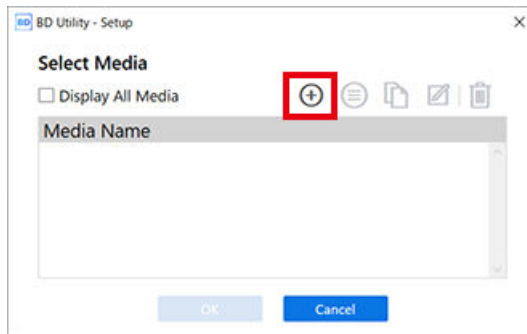 BD BD Utility - Setup
Select Media
Display All Media
Media Name
OK Cancel